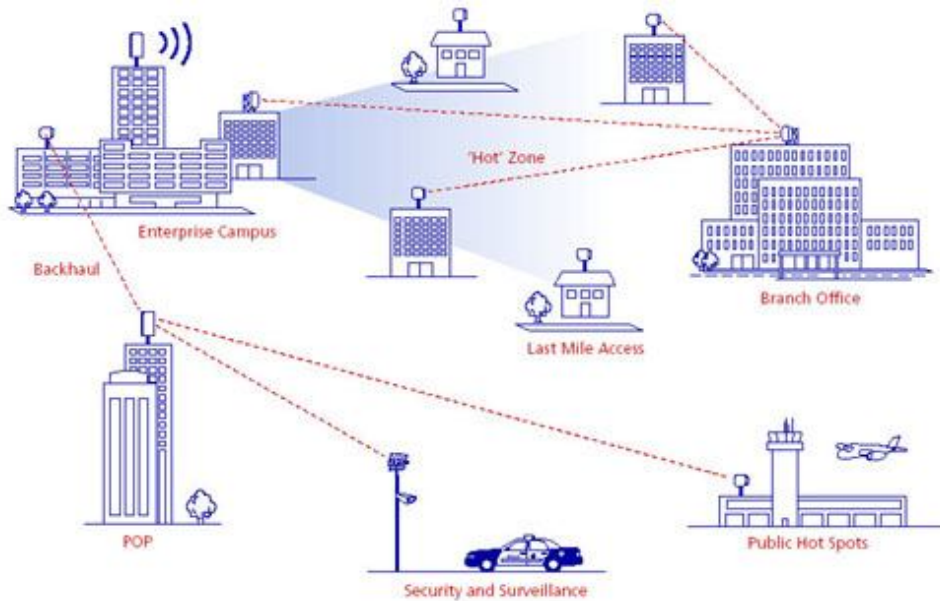 'Hot' Zone
Enterprise Campus
Backhaul
Branch Office
Last Mile Access
POP
Public Hot Spots
Security and Surveillance